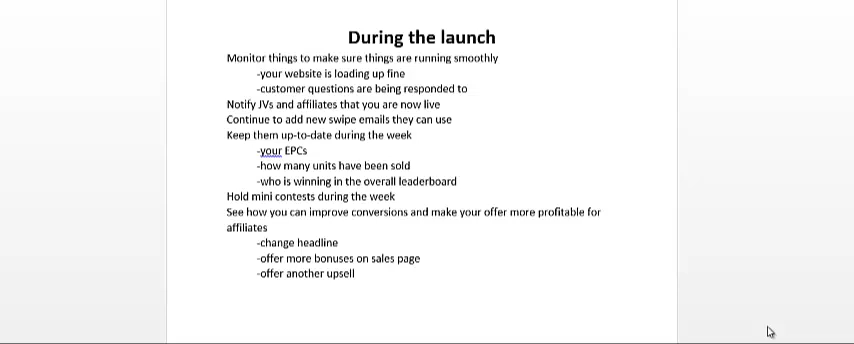 During the launch
Monitor things to make sure things are running smoothly
-your website is loading up fine
-customer questions are being responded to
Notify JVs and affiliates that you are now live
Continue to add new swipe emails they can use
Keep them up-to-date during the week
-your EPCs
-how many units have been sold
-who is winning in the overall leaderboard
Hold mini contests during the week
See how you can improve conversions and make your offer more profitable for
affiliates
-change headline
-offer more bonuses on sales page
-offer another upsell